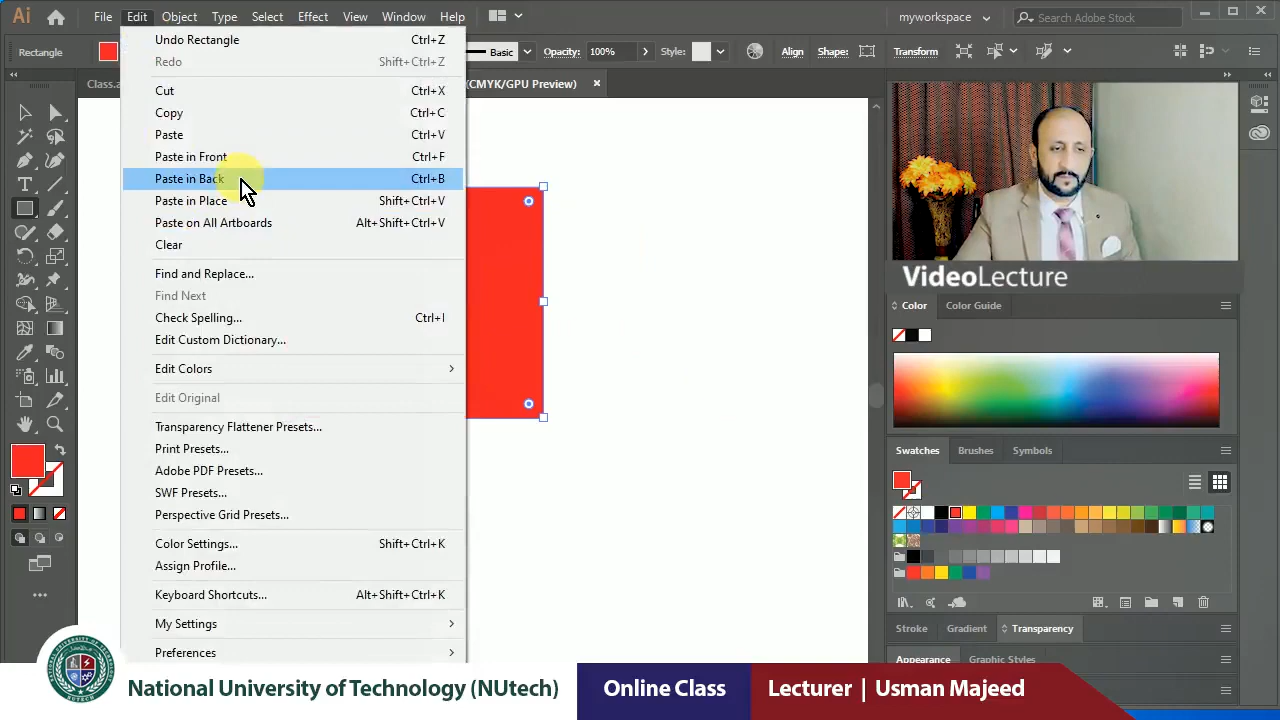 Ai File Edit Object Type Select Effect View Window Help myworkspace Search Adobe Stock
Rectangle Basic Opacity: 100% Style: Align Shape: Transform
Class.a (CMYK/GPU Preview) ×
Undo Rectangle Ctrl+Z
Redo Shift+Ctrl+Z
Cut Ctrl+X
Copy Ctrl+C
Paste Ctrl+V
Paste in Front Ctrl+F
Paste in Back Ctrl+B
Paste in Place Shift+Ctrl+V
Paste on All Artboards Alt+Shift+Ctrl+V
Clear
Find and Replace...
Find Next
Check Spelling... Ctrl+I
Edit Custom Dictionary...
Edit Colors
Edit Original
Transparency Flattener Presets...
Print Presets...
Adobe PDF Presets...
SWF Presets...
Perspective Grid Presets...
Color Settings... Shift+Ctrl+K
Assign Profile...
Keyboard Shortcuts... Alt+Shift+Ctrl+K
My Settings
Preferences
VideoLecture
Color Color Guide
Swatches Brushes Symbols
Stroke Gradient Transparency
Appearance Graphic Styles
National University of Technology (NUtech) Online Class Lecturer | Usman Majeed